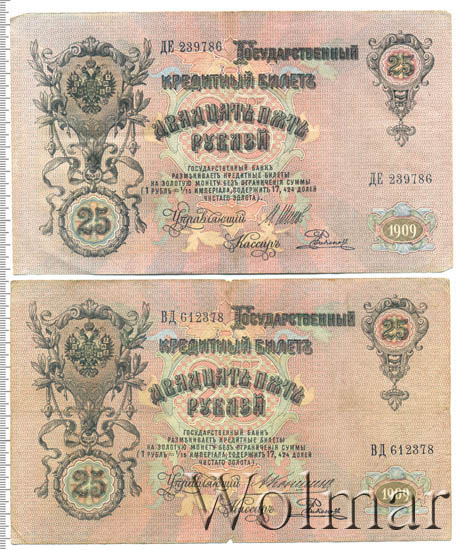 ДЕ 239786 Государственный
25
КРЕДИТНЫЙ БИЛЕТЪ
ДВАДЦАТЬ ПЯТЬ
РУБЛЕЙ
ГОСУДАРСТВЕННЫЙ БАНКЪ
РАЗМѢНИВАЕТЪ КРЕДИТНЫЕ БИЛЕТЫ
НА ЗОЛОТУЮ МОНЕТУ БЕЗЪ ОГРАНИЧЕНІЯ СУММЫ
(1 РУБЛЬ = 1/15 ИМПЕРІАЛА, СОДЕРЖИТЪ 17,424 ДОЛЕЙ
ЧИСТАГО ЗОЛОТА).
ДЕ 239786
25
Управляющій
Кассиръ
1909
ВД 612378 Государственный
25
КРЕДИТНЫЙ БИЛЕТЪ
ДВАДЦАТЬ ПЯТЬ
РУБЛЕЙ
ГОСУДАРСТВЕННЫЙ БАНКЪ
РАЗМѢНИВАЕТЪ КРЕДИТНЫЕ БИЛЕТЫ
НА ЗОЛОТУЮ МОНЕТУ БЕЗЪ ОГРАНИЧЕНІЯ СУММЫ
(1 РУБЛЬ = 1/15 ИМПЕРІАЛА, СОДЕРЖИТЪ 17,424 ДОЛЕЙ
ЧИСТАГО ЗОЛОТА).
ВД 612378
25
Управляющій
Кассиръ
1909
Wolmar